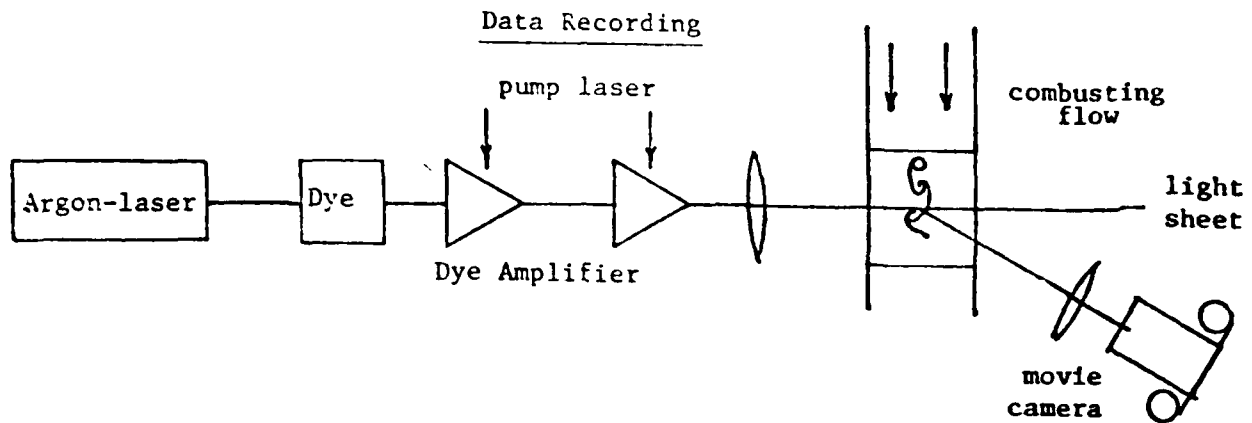 Data Recording
pump laser
combusting
flow
Argon-laser
Dye
light
sheet
Dye Amplifier
movie
camera